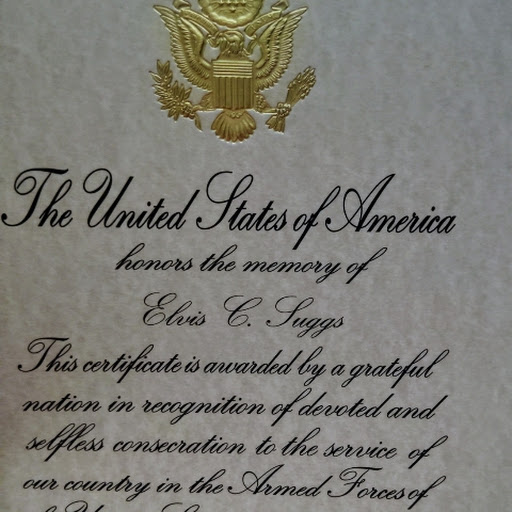 The United States of America
honors the memory of
Elvis C. Suggs
This certificate is awarded by a grateful
nation in recognition of devoted and
selfless consecration to the service of
our country in the Armed Forces of